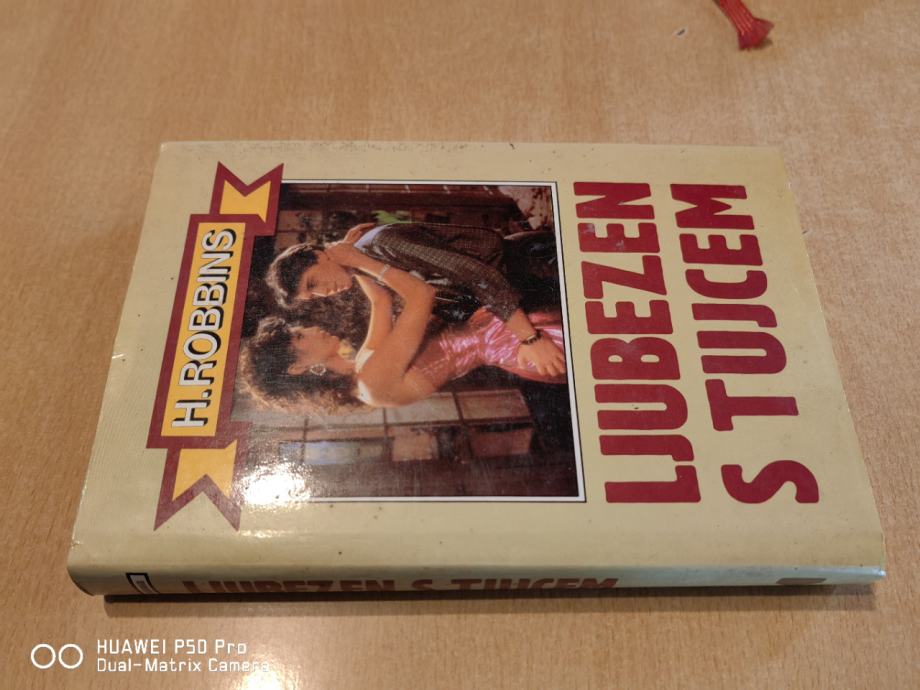 H.ROBBINS
LJUBEZEN
S TUJCEM
LJUBEZEN S TUJCEM
HUAWEI P50 Pro
Dual-Matrix Camera